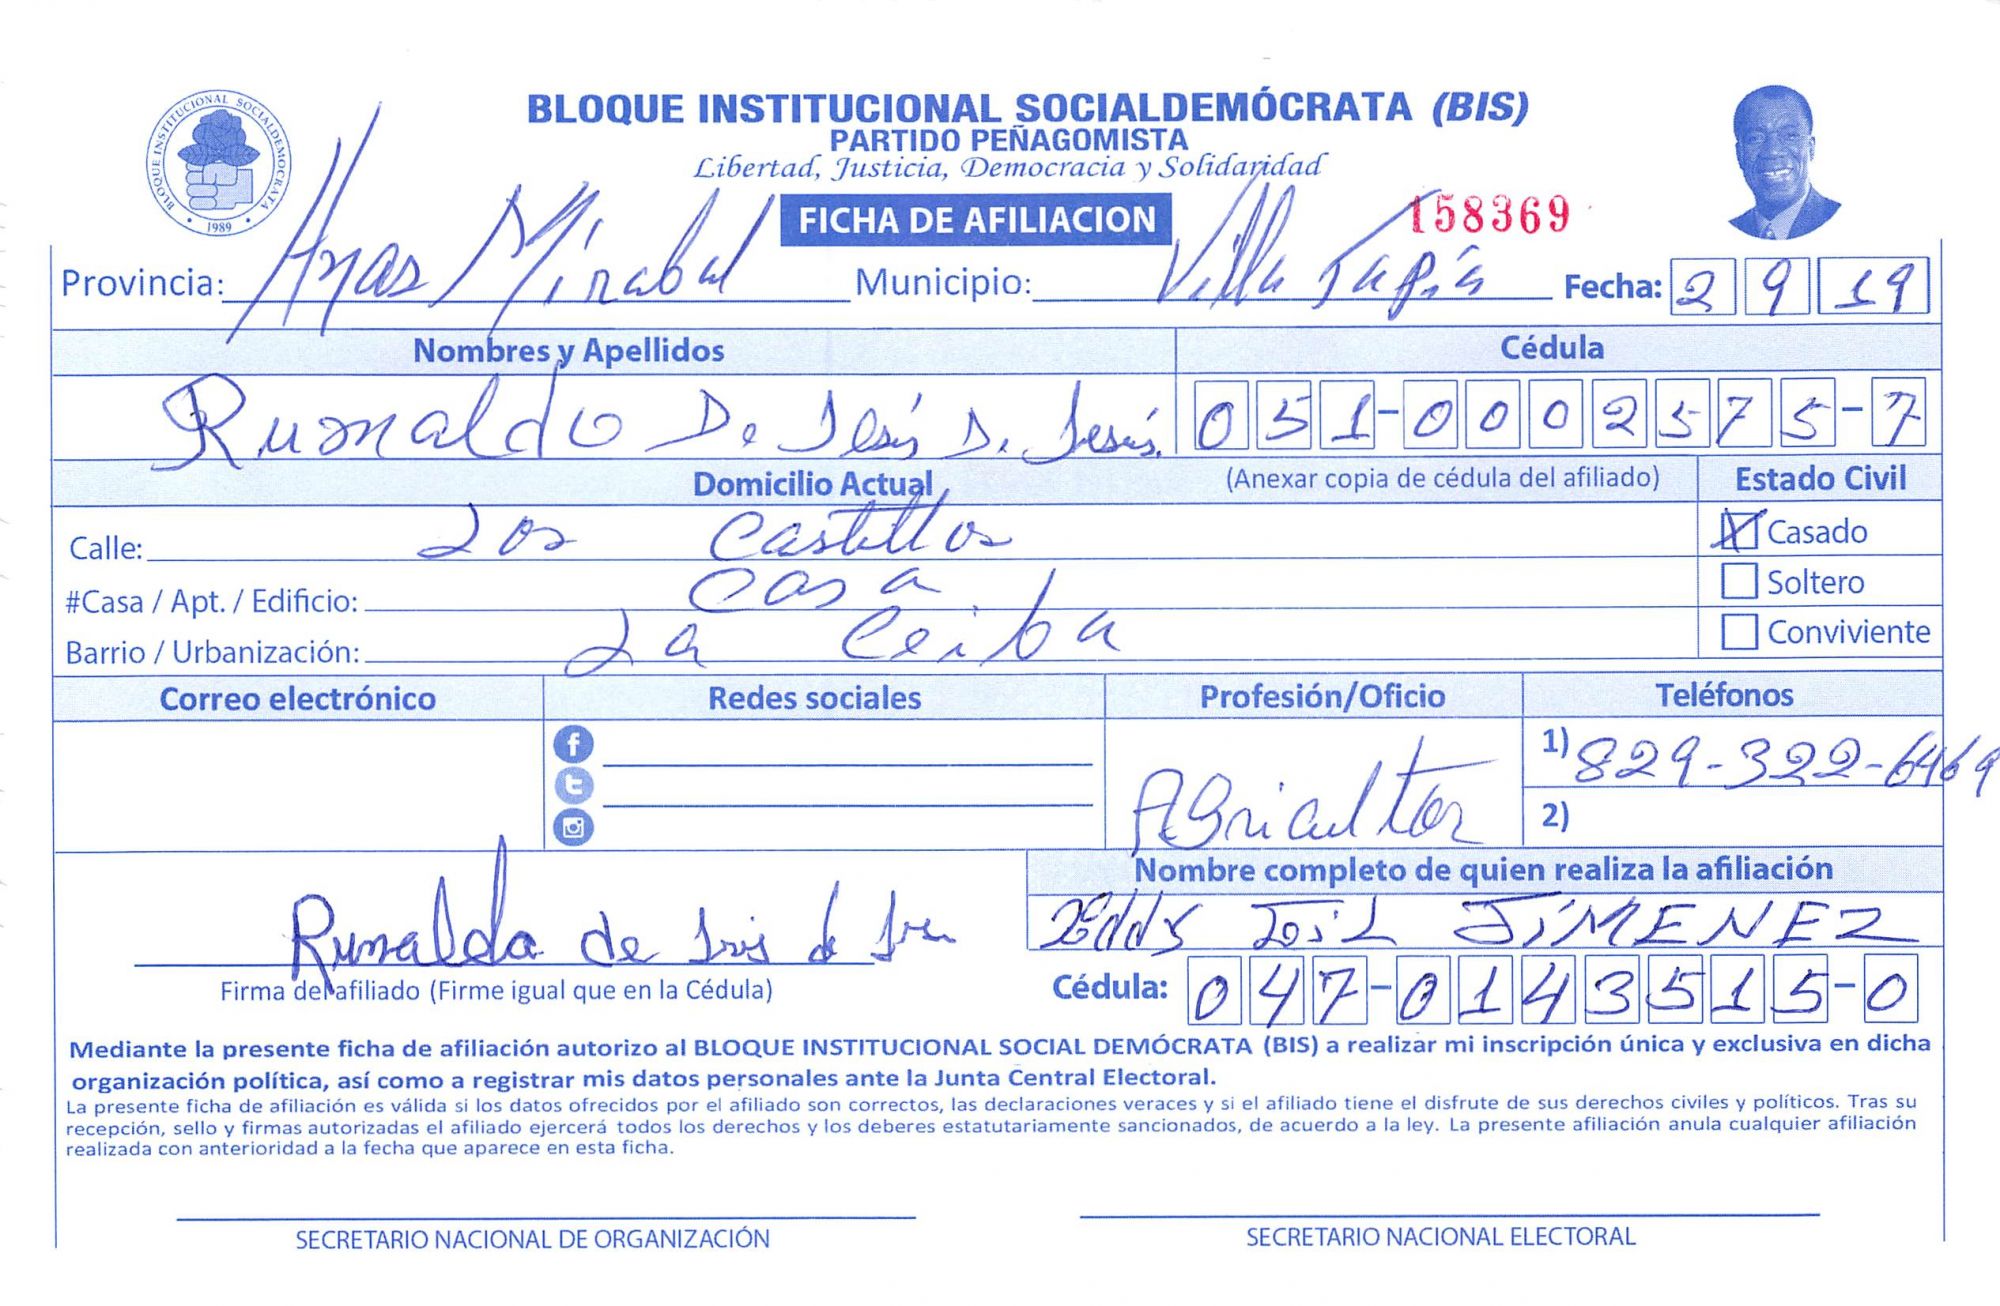 BLOQUE INSTITUCIONAL SOCIALDEMOCRATA
1989
BLOQUE INSTITUCIONAL SOCIALDEMÓCRATA (BIS)
PARTIDO PEÑAGOMISTA
Libertad, Justicia, Democracia y Solidaridad
FICHA DE AFILIACION
158369
Provincia: Hnas Mirabal Municipio: Villa Tapia Fecha: 2 9 19
Nombres y Apellidos Cédula
Rumaldo De Jesús D. Jesús. 051-0002575-7
Domicilio Actual (Anexar copia de cédula del afiliado) Estado Civil
Calle: Los Castillos X Casado
#Casa / Apt. / Edificio: Casa Soltero
Barrio / Urbanización: La Ceiba Conviviente
Correo electrónico Redes sociales Profesión/Oficio Teléfonos
Agricultor 1) 829-322-6469
2)
Nombre completo de quien realiza la afiliación
Rumaldo de JIMENEZ
Firma del afiliado (Firme igual que en la Cédula) Cédula: 047-0143515-0
Mediante la presente ficha de afiliación autorizo al BLOQUE INSTITUCIONAL SOCIAL DEMÓCRATA (BIS) a realizar mi inscripción única y exclusiva en dicha
organización política, así como a registrar mis datos personales ante la Junta Central Electoral.
La presente ficha de afiliación es válida si los datos ofrecidos por el afiliado son correctos, las declaraciones veraces y si el afiliado tiene el disfrute de sus derechos civiles y políticos. Tras su
recepción, sello y firmas autorizadas el afiliado ejercerá todos los derechos y los deberes estatutariamente sancionados, de acuerdo a la ley. La presente afiliación anula cualquier afiliación
realizada con anterioridad a la fecha que aparece en esta ficha.
SECRETARIO NACIONAL DE ORGANIZACIÓN SECRETARIO NACIONAL ELECTORAL